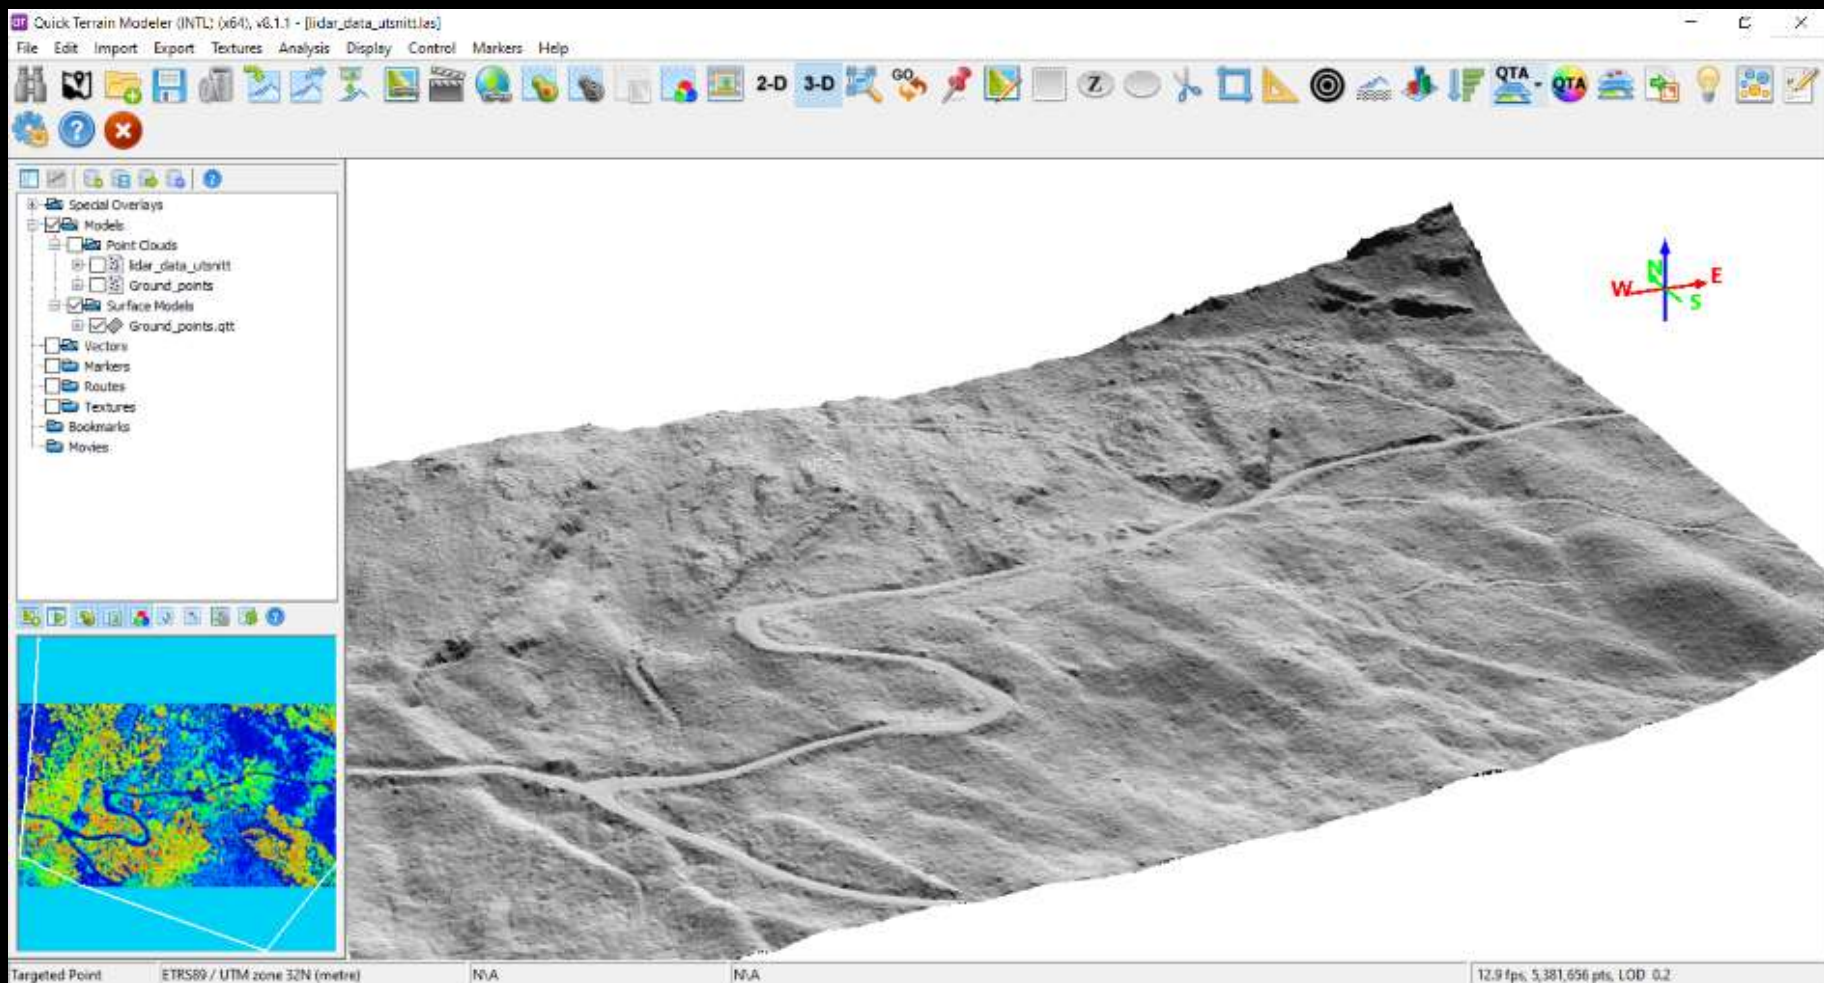 Quick Terrain Modeler (INTL) (x64), v8.1.1 - [lidar_data_utsnitt.las]
File Edit Import Export Textures Analysis Display Control Markers Help
2-D 3-D GO Z QTA QTA
Special Overlays
Models
Point Clouds
lidar_data_utsnitt
Ground_points
Surface Models
Ground_points.qtt
Vectors
Markers
Routes
Textures
Bookmarks
Movies
N
W E
S
Targeted Point ETRS89 / UTM zone 32N (metre) N\A N\A 12.9 fps, 5,381,656 pts, LOD 0.2